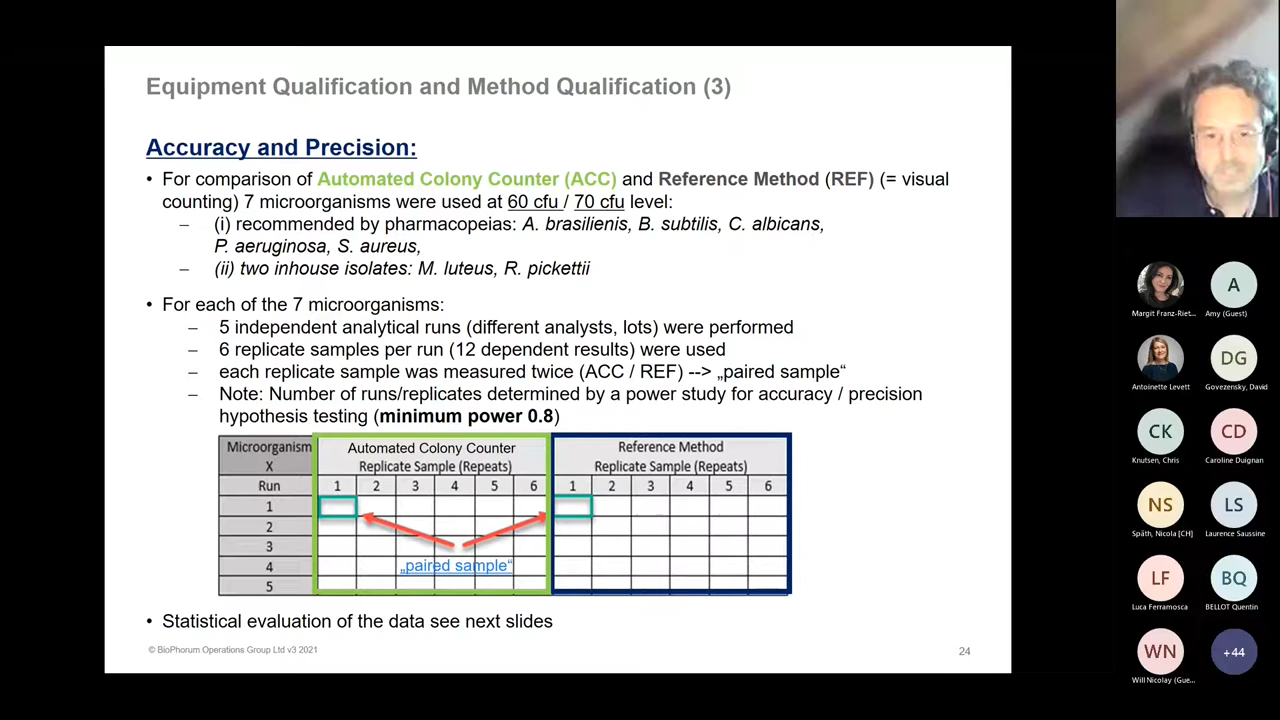 Equipment Qualification and Method Qualification (3)
Accuracy and Precision:
• For comparison of Automated Colony Counter (ACC) and Reference Method (REF) (= visual
counting) 7 microorganisms were used at 60 cfu / 70 cfu level:
– (i) recommended by pharmacopeias: A. brasilienis, B. subtilis, C. albicans,
P. aeruginosa, S. aureus,
– (ii) two inhouse isolates: M. luteus, R. pickettii
• For each of the 7 microorganisms:
– 5 independent analytical runs (different analysts, lots) were performed
– 6 replicate samples per run (12 dependent results) were used
– each replicate sample was measured twice (ACC / REF) --> „paired sample“
– Note: Number of runs/replicates determined by a power study for accuracy / precision
hypothesis testing (minimum power 0.8)
Microorganism Automated Colony Counter Reference Method
X Replicate Sample (Repeats) Replicate Sample (Repeats)
Run 1 2 3 4 5 6 1 2 3 4 5 6
1
2
3
4 „paired sample“
5
• Statistical evaluation of the data see next slides
© BioPhorum Operations Group Ltd v3 2021 24
A
Margit Franz-Riet... Amy (Guest)
DG
Antoinette Levett Govezensky, David
CK CD
Knutsen, Chris Caroline Duignan
NS LS
Späth, Nicola [CH] Laurence Saussine
LF BQ
Luca Ferramosca BELLOT Quentin
WN +44
Will Nicolay (Gue...